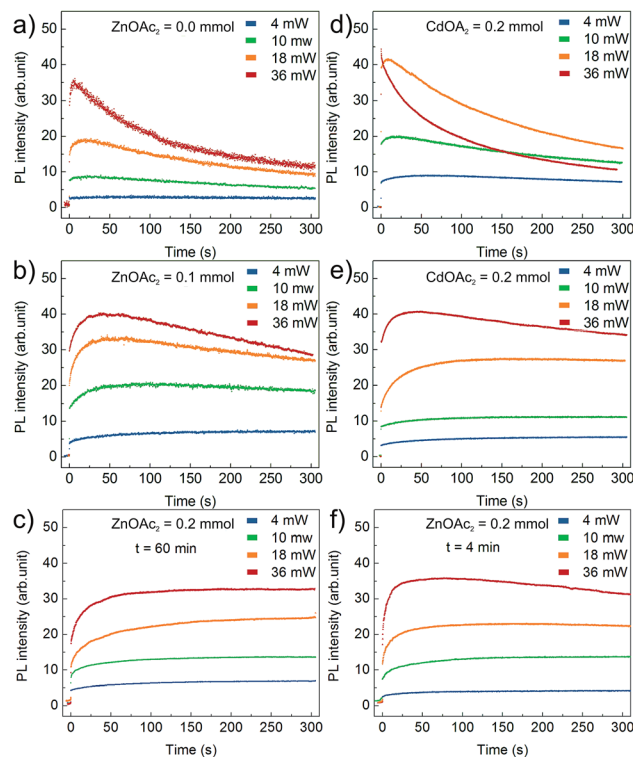 a)
ZnOAc₂ = 0.0 mmol
4 mW
10 mw
18 mW
36 mW
PL intensity (arb.unit)
50
40
30
20
10
0
0 50 100 150 200 250 300
Time (s)
d)
CdOA₂ = 0.2 mmol
4 mW
10 mW
18 mW
36 mW
PL intensity (arb.unit)
50
40
30
20
10
0
0 50 100 150 200 250 300
Time (s)
b)
ZnOAc₂ = 0.1 mmol
4 mW
10 mw
18 mW
36 mW
PL intensity (arb.unit)
50
40
30
20
10
0
0 50 100 150 200 250 300
Time (s)
e)
CdOAc₂ = 0.2 mmol
4 mW
10 mW
18 mW
36 mW
PL intensity (arb.unit)
50
40
30
20
10
0
0 50 100 150 200 250 300
Time (s)
c)
ZnOAc₂ = 0.2 mmol
t = 60 min
4 mW
10 mW
18 mW
36 mW
PL intensity (arb.unit)
50
40
30
20
10
0
0 50 100 150 200 250 300
Time (s)
f)
ZnOAc₂ = 0.2 mmol
t = 4 min
4 mW
10 mW
18 mW
36 mW
PL intensity (arb.unit)
50
40
30
20
10
0
0 50 100 150 200 250 300
Time (s)